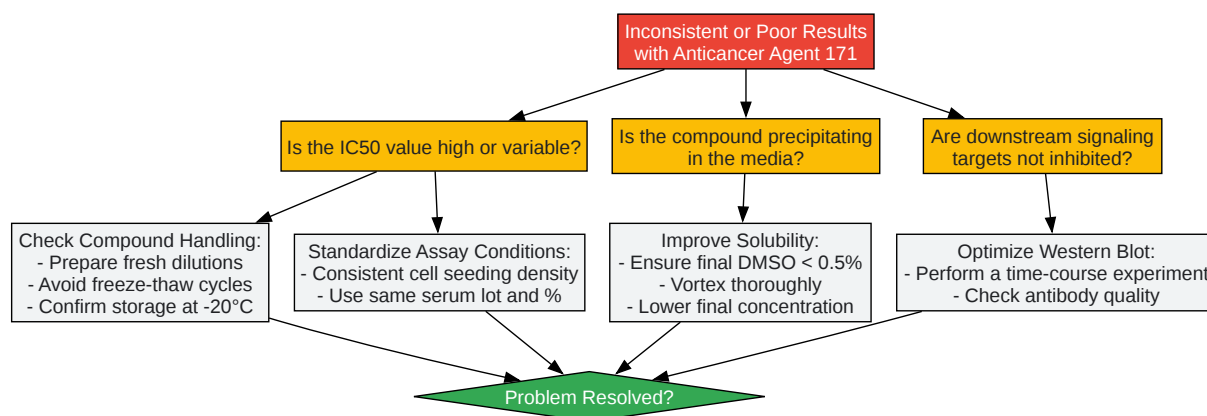 Inconsistent or Poor Results
with Anticancer Agent 171
Is the IC50 value high or variable?
Is the compound precipitating
in the media?
Are downstream signaling
targets not inhibited?
Check Compound Handling:
- Prepare fresh dilutions
- Avoid freeze-thaw cycles
- Confirm storage at -20°C
Standardize Assay Conditions:
- Consistent cell seeding density
- Use same serum lot and %
Improve Solubility:
- Ensure final DMSO < 0.5%
- Vortex thoroughly
- Lower final concentration
Optimize Western Blot:
- Perform a time-course experiment
- Check antibody quality
Problem Resolved?